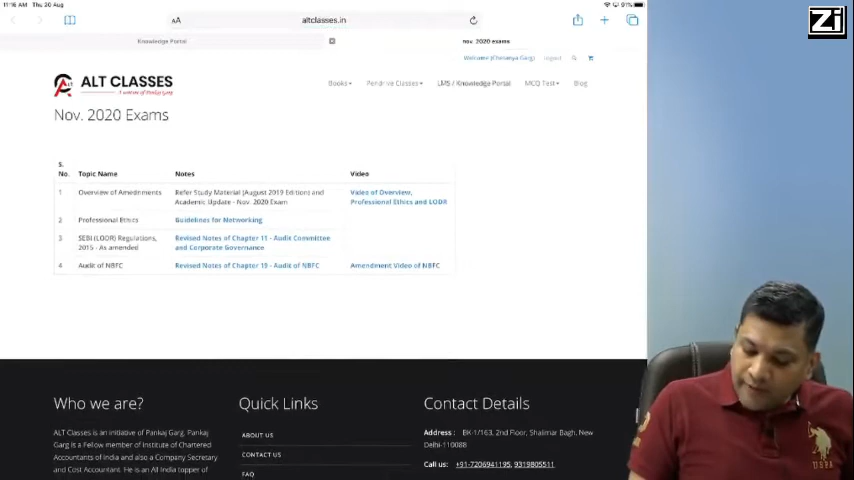 11:16 AM Thu 20 Aug
91%
AA
altclasses.in
Knowledge Portal
nov. 2020 exams
Welcome (Chetanya Garg)
Logout
ALT CLASSES
Books
Pendrive Classes
LMS / Knowledge Portal
MCQ Test
Blog
Nov. 2020 Exams
S.
No. Topic Name Notes Video
1 Overview of Amendments Refer Study Material (August 2019 Editions and
Academic Update - Nov. 2020 Exam
Video of Overview,
Professional Ethics and LODR
2 Professional Ethics Guidelines for Networking
3 SEBI (LODR) Regulations,
2015 - As amended
Revised Notes of Chapter 11 - Audit Committee
and Corporate Governance
4 Audit of NBFC Revised Notes of Chapter 19 - Audit of NBFC Amendment Video of NBFC
Who we are?
ALT Classes is an initiative of Pankaj Garg. Pankaj
Garg is a Fellow member of Institute of Chartered
Accountants of India and also a Company Secretary
and Cost Accountant. He is an All India topper of
Quick Links
ABOUT US
CONTACT US
FAQ
Contact Details
Address : BK-1/163, 2nd Floor, Shalimar Bagh, New
Delhi-110088
Call us: +91-7206941195, 9319805511
Zi